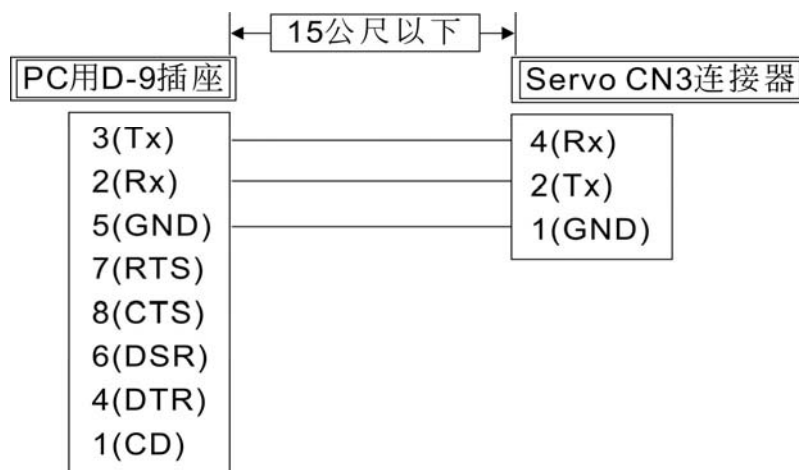 15公尺以下
PC用D-9插座
Servo CN3连接器
3(Tx)
2(Rx)
5(GND)
7(RTS)
8(CTS)
6(DSR)
4(DTR)
1(CD)
4(Rx)
2(Tx)
1(GND)